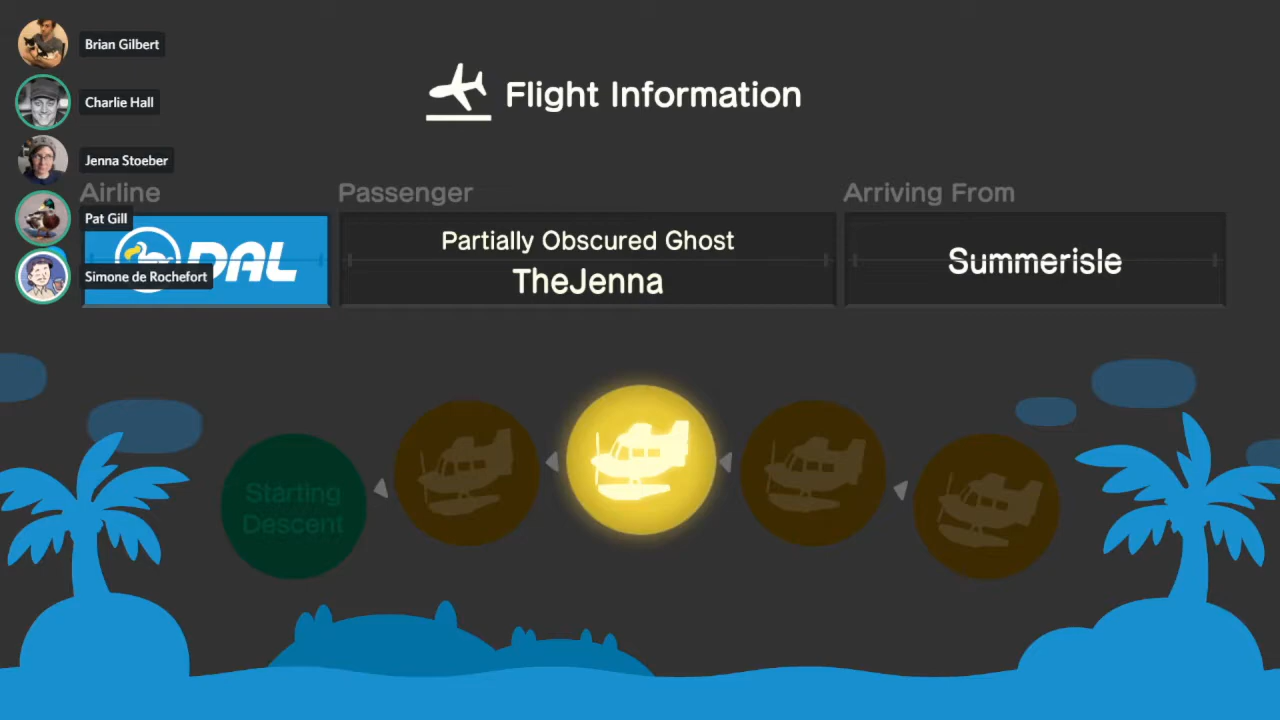 Brian Gilbert
Charlie Hall
Jenna Stoeber
Pat Gill
Simone de Rochefort
Flight Information
Airline
Passenger
Arriving From
DAL
Partially Obscured Ghost
TheJenna
Summerisle
Starting
Descent